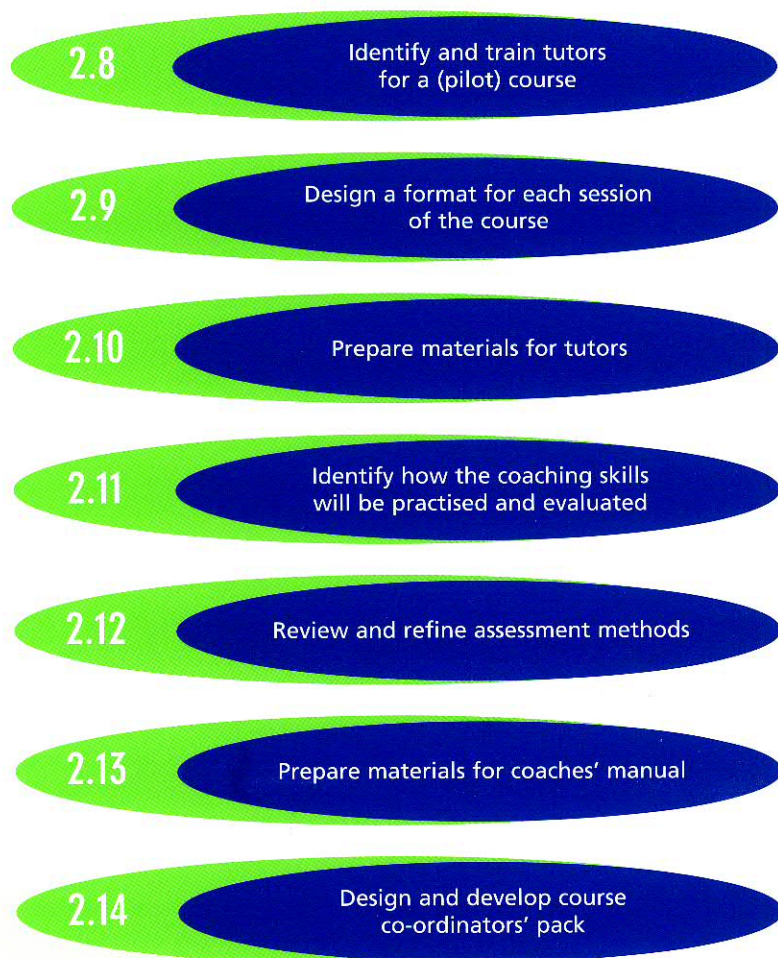 2.8
Identify and train tutors
for a (pilot) course
2.9
Design a format for each session
of the course
2.10
Prepare materials for tutors
2.11
Identify how the coaching skills
will be practised and evaluated
2.12
Review and refine assessment methods
2.13
Prepare materials for coaches’ manual
2.14
Design and develop course
co-ordinators’ pack